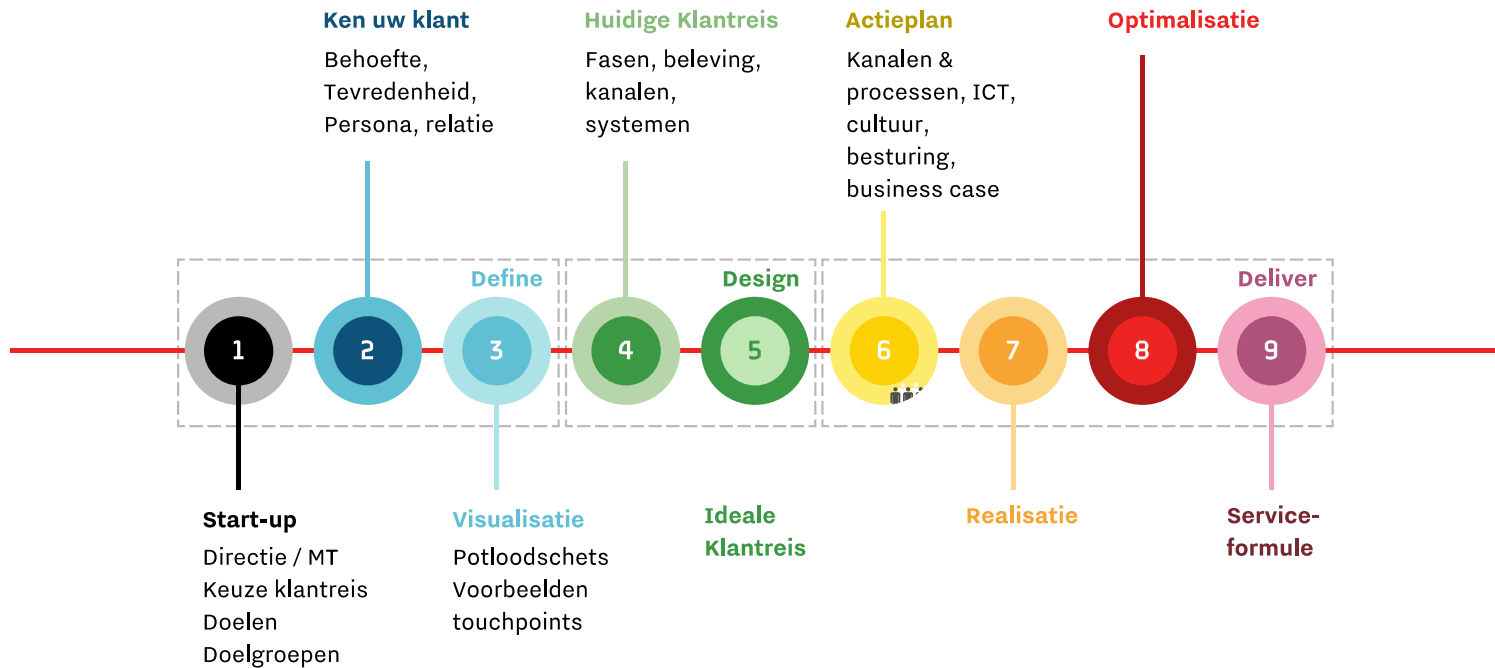 Ken uw klant
Behoefte,
Tevredenheid,
Persona, relatie
Huidige Klantreis
Fasen, beleving,
kanalen,
systemen
Actieplan
Kanalen &
processen, ICT,
cultuur,
besturing,
business case
Optimalisatie
Define
Design
Deliver
1
2
3
4
5
6
7
8
9
Start-up
Directie / MT
Keuze klantreis
Doelen
Doelgroepen
Visualisatie
Potloodschets
Voorbeelden
touchpoints
Ideale
Klantreis
Realisatie
Service-
formule